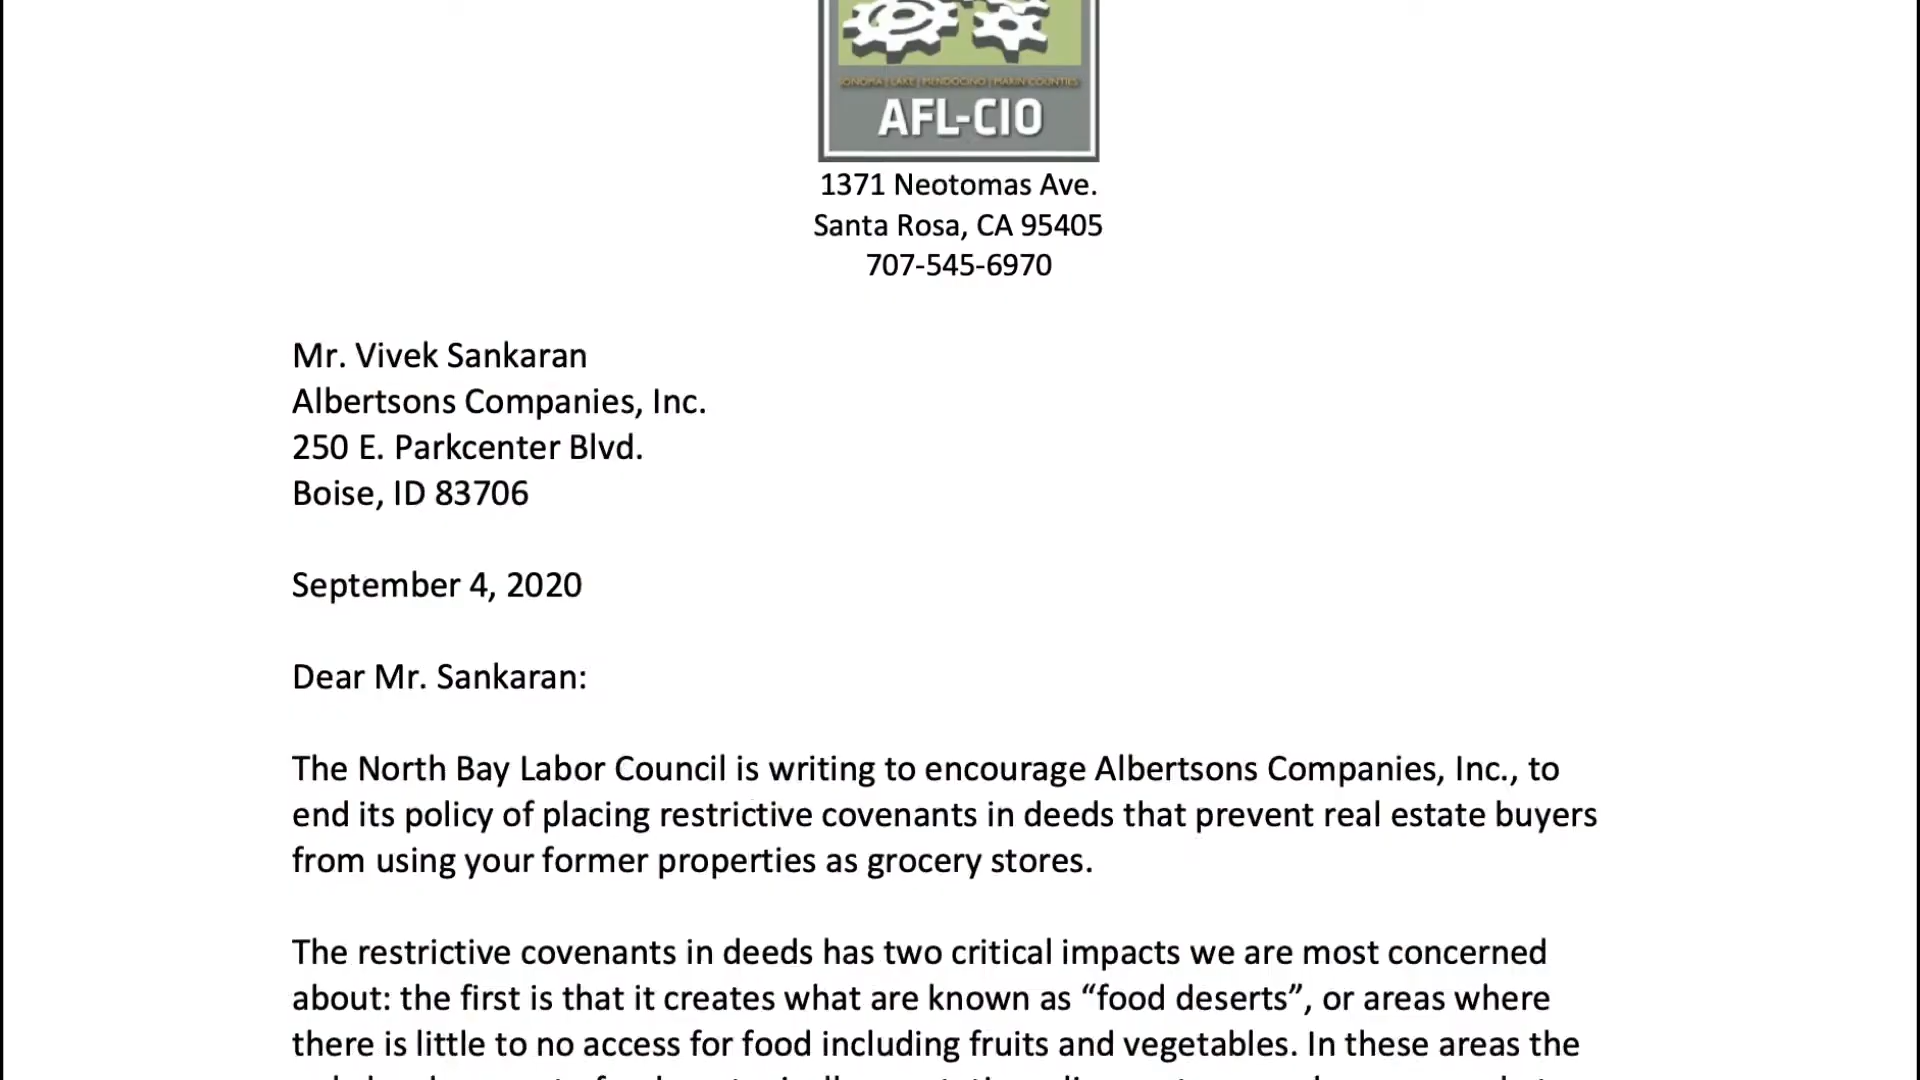 SONOMA | LAKE | MENDOCINO | MARIN COUNTIES
AFL-CIO
1371 Neotomas Ave.
Santa Rosa, CA 95405
707-545-6970
Mr. Vivek Sankaran
Albertsons Companies, Inc.
250 E. Parkcenter Blvd.
Boise, ID 83706
September 4, 2020
Dear Mr. Sankaran:
The North Bay Labor Council is writing to encourage Albertsons Companies, Inc., to
end its policy of placing restrictive covenants in deeds that prevent real estate buyers
from using your former properties as grocery stores.
The restrictive covenants in deeds has two critical impacts we are most concerned
about: the first is that it creates what are known as “food deserts”, or areas where
there is little to no access for food including fruits and vegetables. In these areas the